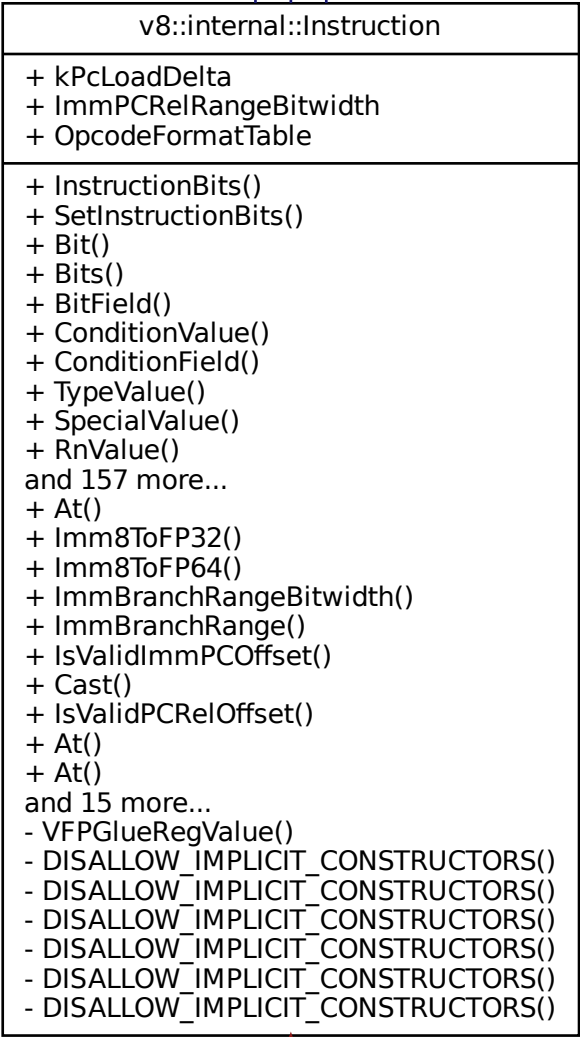 v8::internal::Instruction
+ kPcLoadDelta
+ ImmPCRelRangeBitwidth
+ OpcodeFormatTable
+ InstructionBits()
+ SetInstructionBits()
+ Bit()
+ Bits()
+ BitField()
+ ConditionValue()
+ ConditionField()
+ TypeValue()
+ SpecialValue()
+ RnValue()
and 157 more...
+ At()
+ Imm8ToFP32()
+ Imm8ToFP64()
+ ImmBranchRangeBitwidth()
+ ImmBranchRange()
+ IsValidImmPCOffset()
+ Cast()
+ IsValidPCRelOffset()
+ At()
+ At()
and 15 more...
- VFPGlueRegValue()
- DISALLOW_IMPLICIT_CONSTRUCTORS()
- DISALLOW_IMPLICIT_CONSTRUCTORS()
- DISALLOW_IMPLICIT_CONSTRUCTORS()
- DISALLOW_IMPLICIT_CONSTRUCTORS()
- DISALLOW_IMPLICIT_CONSTRUCTORS()
- DISALLOW_IMPLICIT_CONSTRUCTORS()